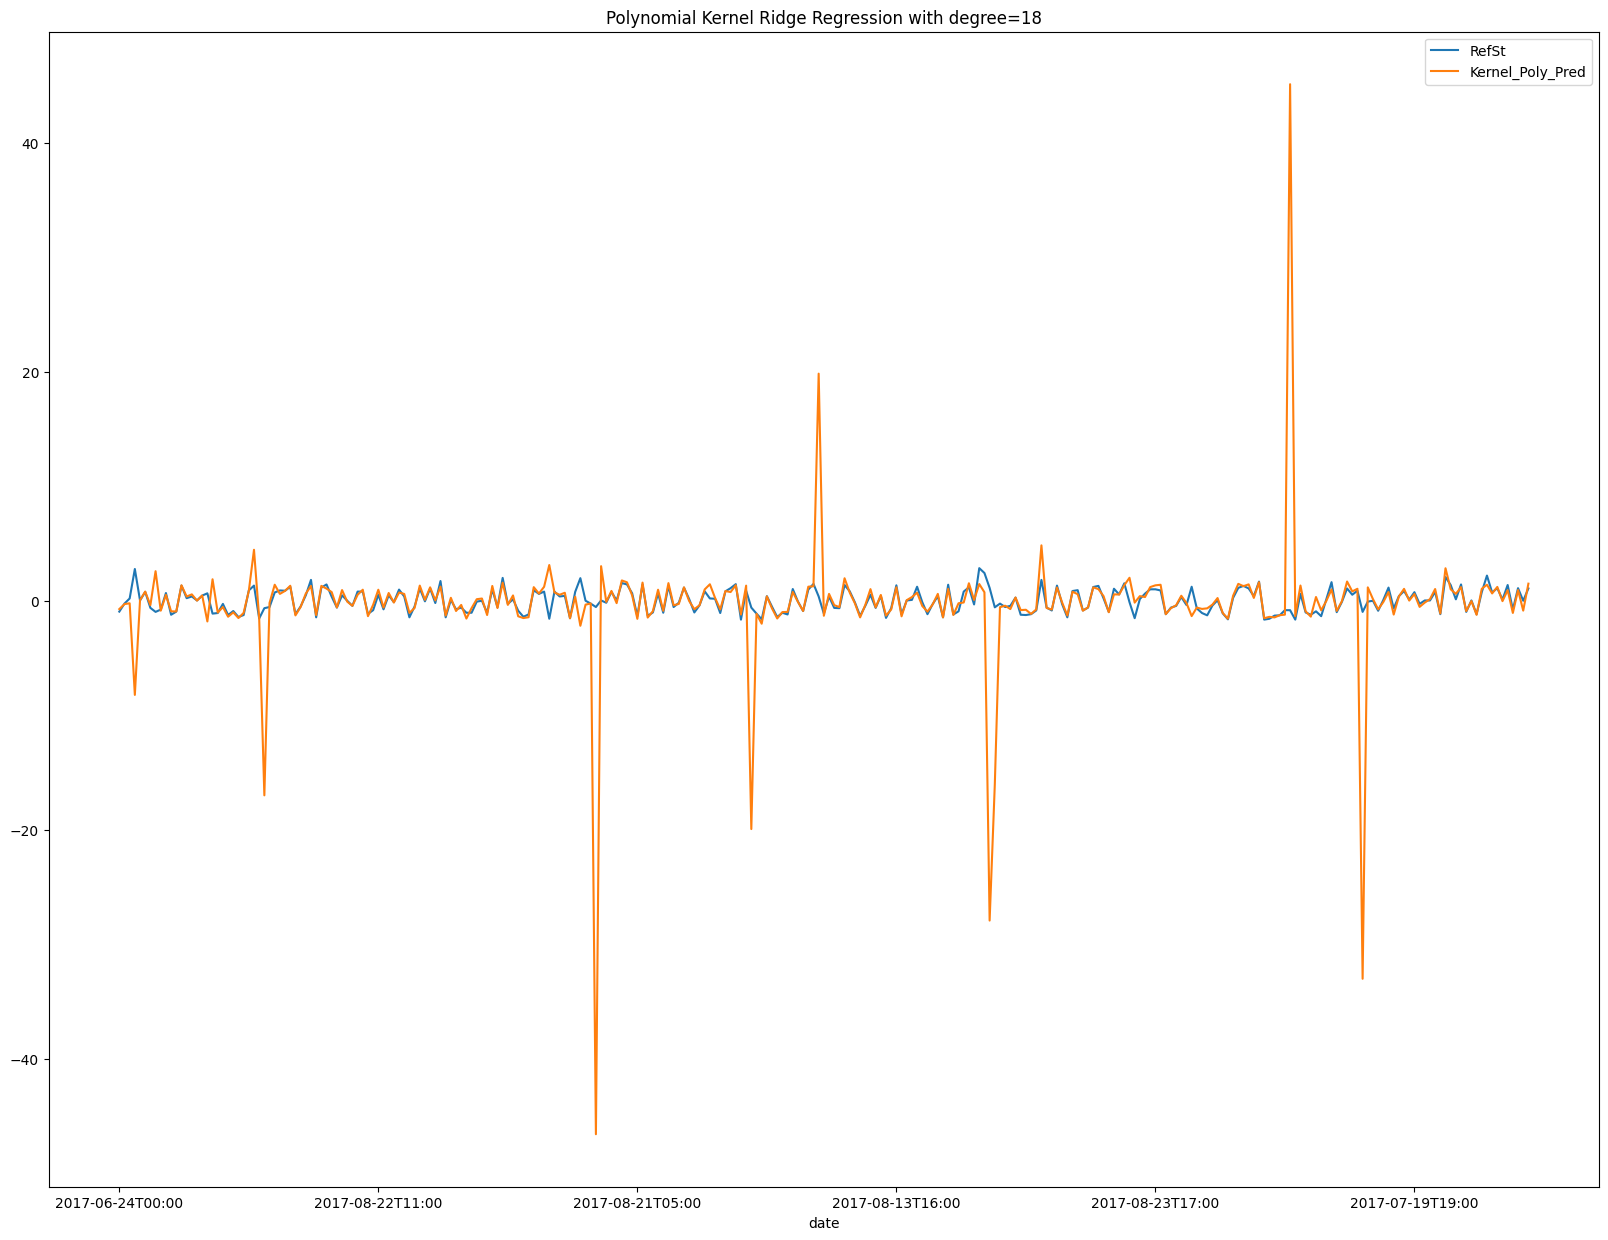 Polynomial Kernel Ridge Regression with degree=18
RefSt
Kernel_Poly_Pred
40
20
0
−20
−40
2017-06-24T00:00 2017-08-22T11:00 2017-08-21T05:00 2017-08-13T16:00 2017-08-23T17:00 2017-07-19T19:00
date